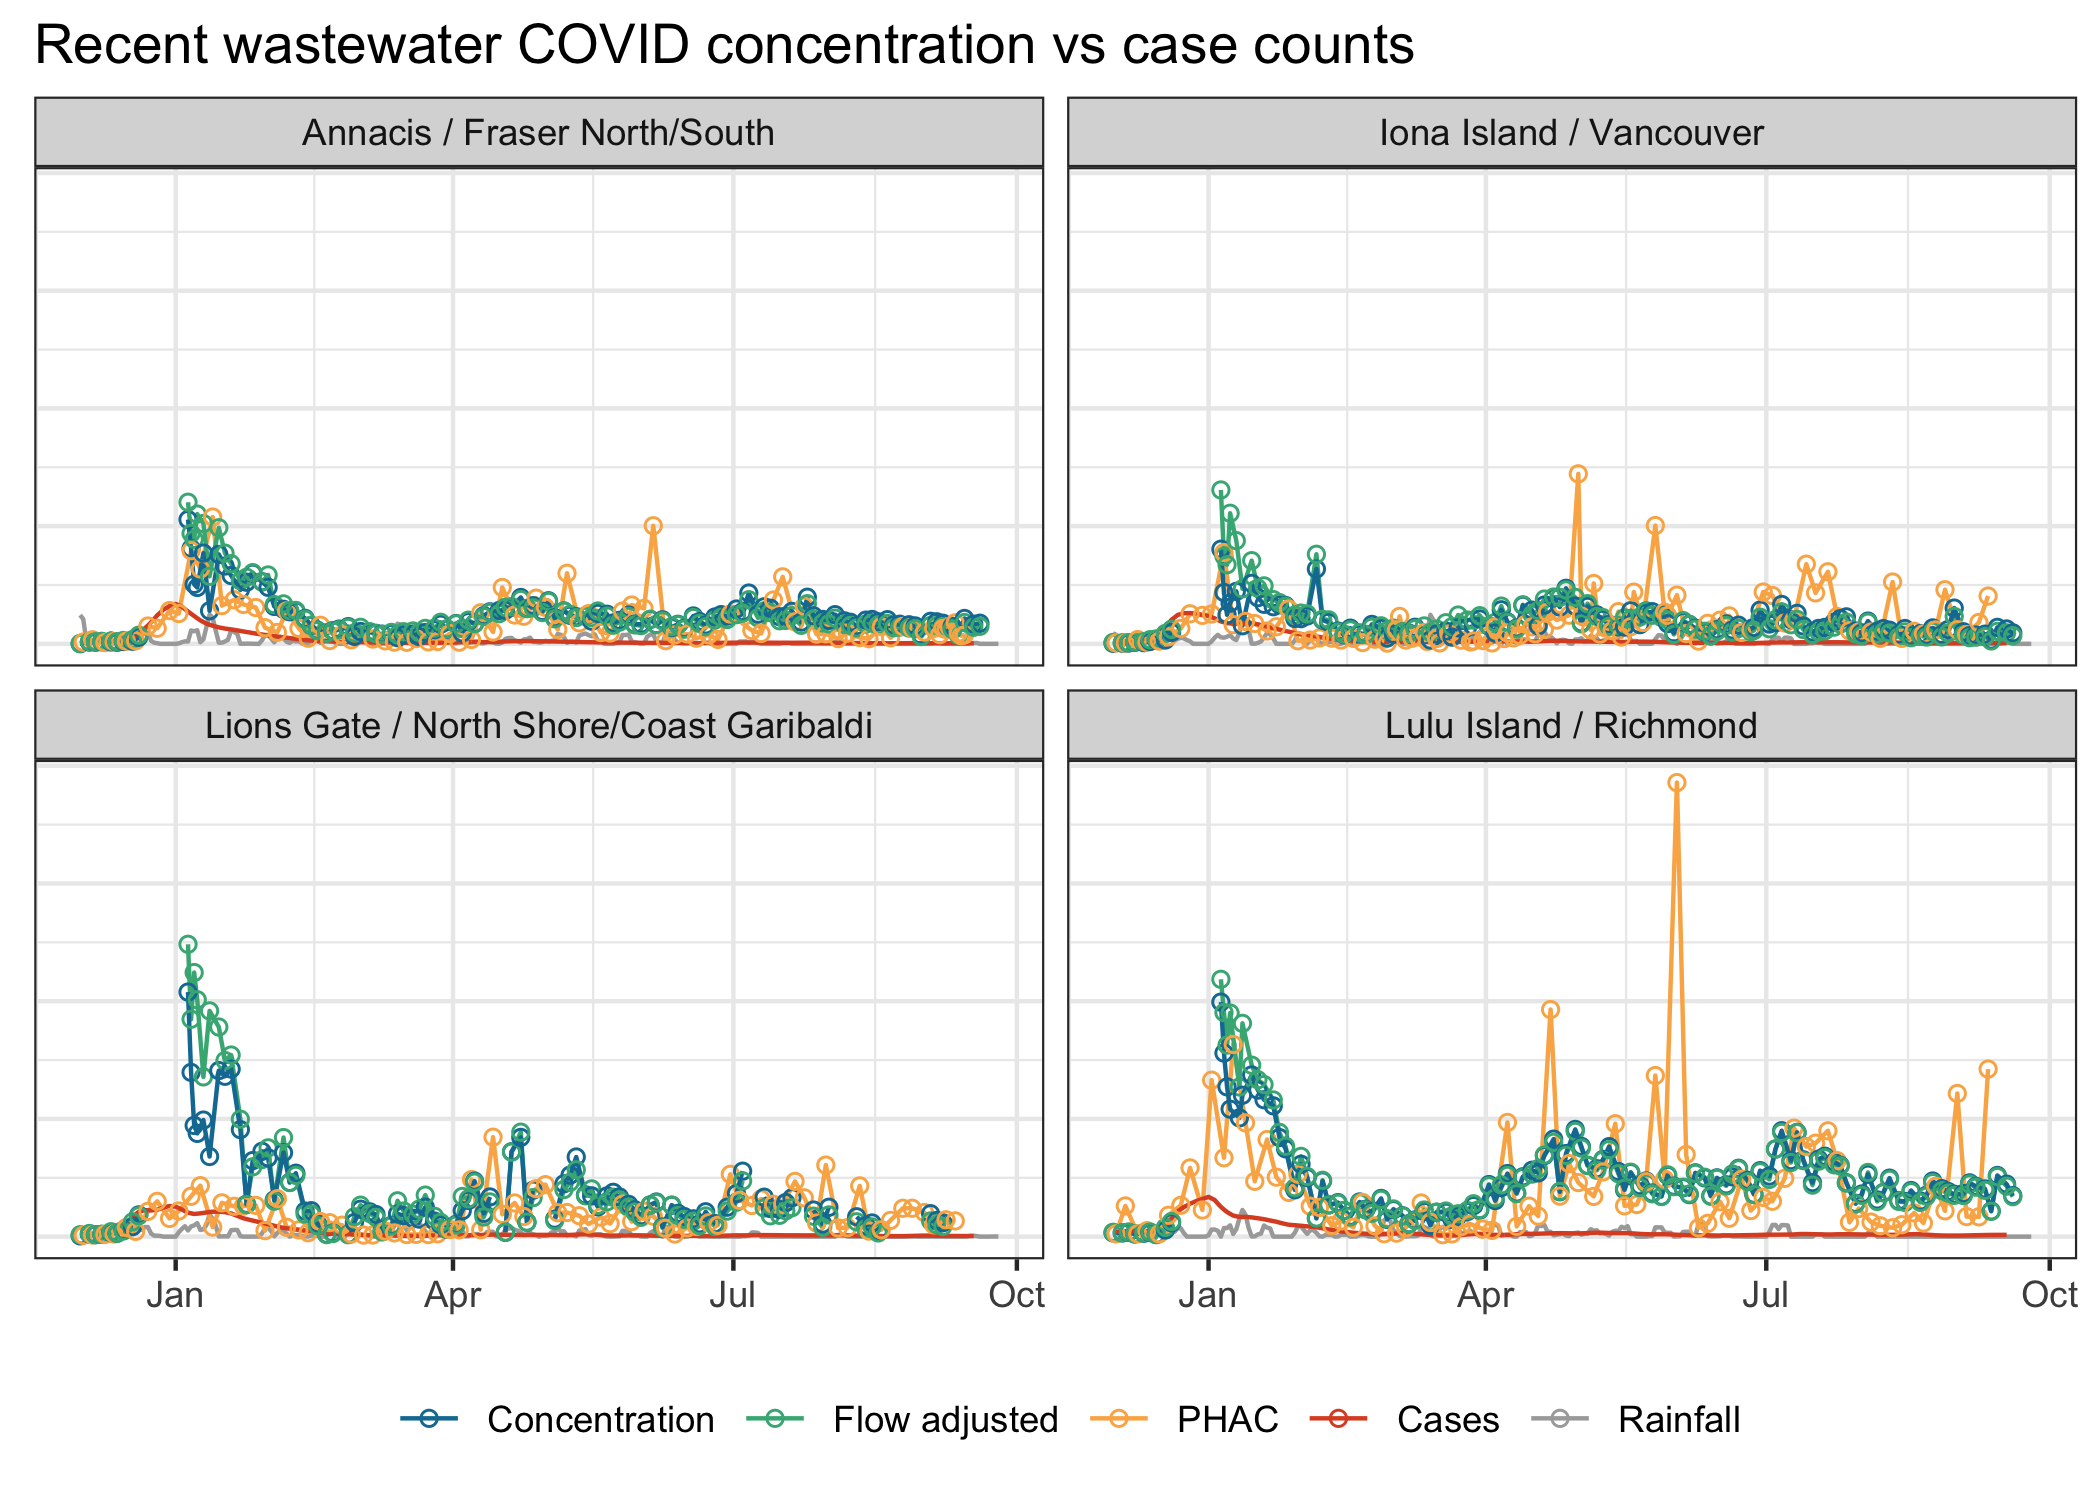 Recent wastewater COVID concentration vs case counts
Annacis / Fraser North/South
Iona Island / Vancouver
Lions Gate / North Shore/Coast Garibaldi
Lulu Island / Richmond
Jan Apr Jul Oct Jan Apr Jul Oct
Concentration Flow adjusted PHAC Cases Rainfall